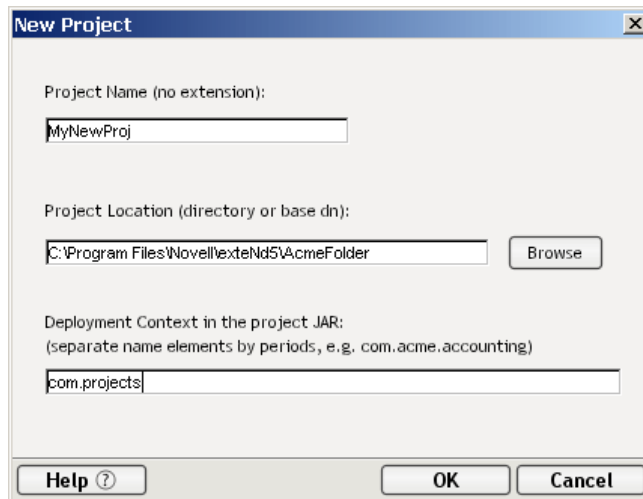 New Project
Project Name (no extension):
MyNewProj
Project Location (directory or base dn):
C:\Program Files\Novell\exteNd5\AcmeFolder
Browse
Deployment Context in the project JAR:
(separate name elements by periods, e.g. com.acme.accounting)
com.projects
Help ?
OK
Cancel